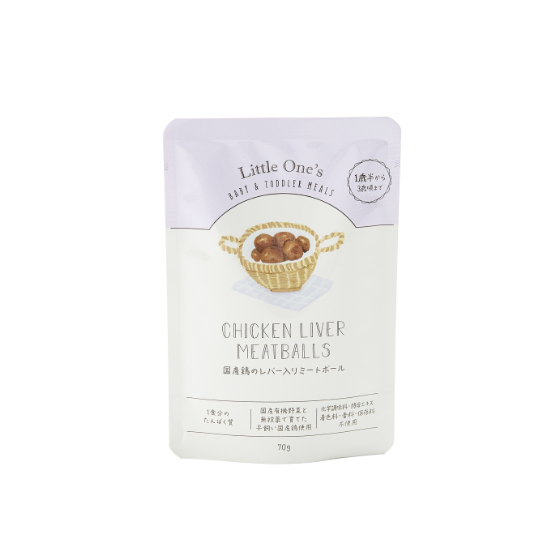 Little One's
BABY & TODDLER MEALS
1歳半から
3歳頃まで
CHICKEN LIVER
MEATBALLS
国産鶏のレバー入りミートボール
1食分の
たんぱく質
国産有機野菜と
無投薬で育てた
平飼い国産鶏使用
化学調味料・酵母エキス
着色料・香料・保存料
不使用
70g